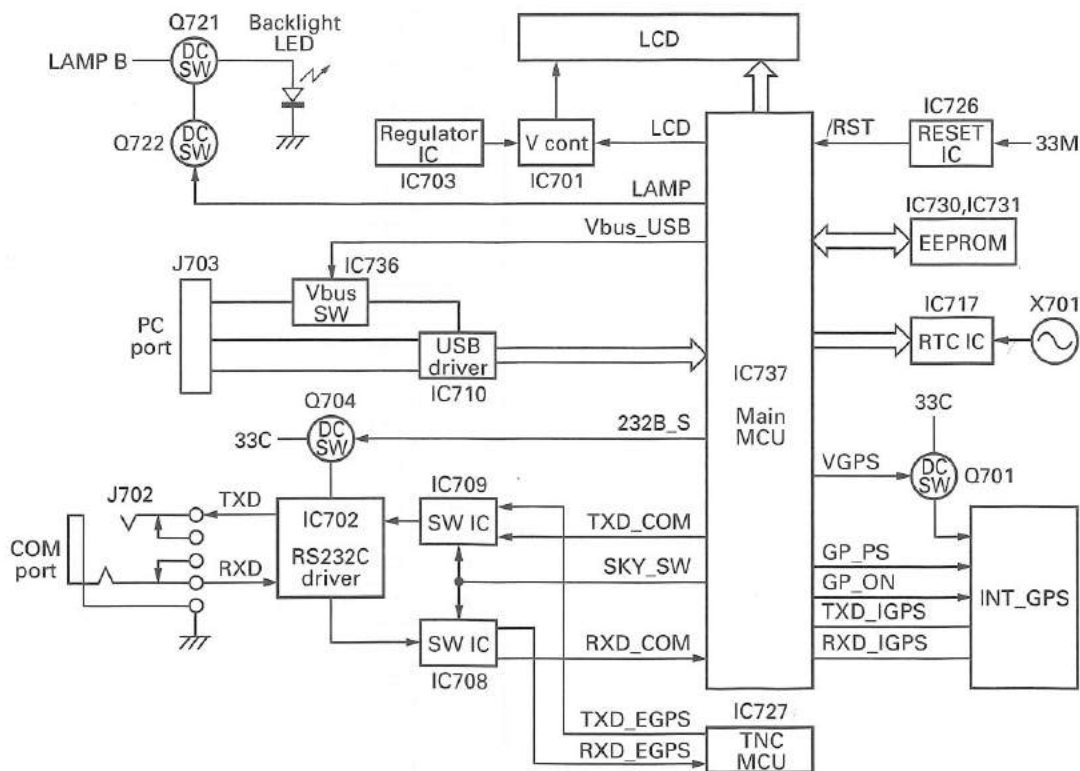 Q721
Backlight
LED
LAMP B
DC
SW
LCD
Q722
DC
SW
Regulator
IC
IC703
V cont
IC701
LCD
/RST
IC726
RESET
IC
33M
LAMP
Vbus_USB
IC730,IC731
EEPROM
J703
PC
port
IC736
Vbus
SW
USB
driver
IC710
IC737
Main
MCU
IC717
RTC IC
X701
Q704
33C
DC
SW
232B_S
33C
VGPS
DC
SW
Q701
J702
COM
port
TXD
RXD
IC702
RS232C
driver
IC709
SW IC
TXD_COM
SKY_SW
SW IC
IC708
RXD_COM
GP_PS
GP_ON
TXD_IGPS
RXD_IGPS
INT_GPS
TXD_EGPS
RXD_EGPS
IC727
TNC
MCU